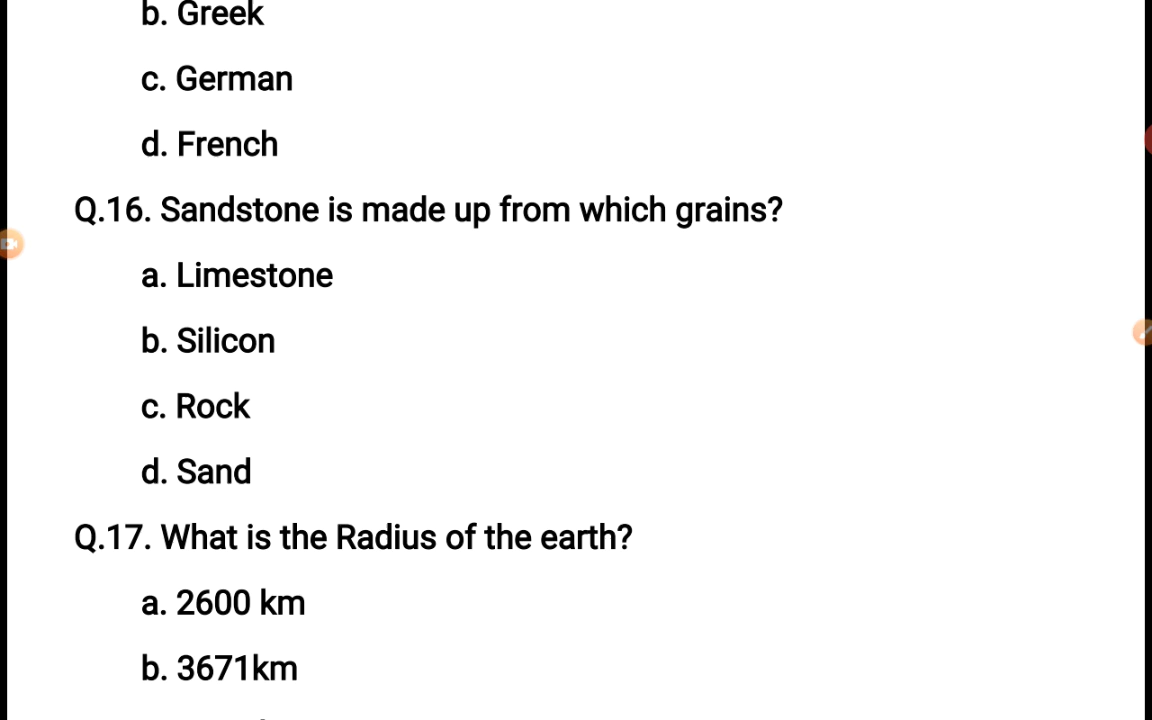 b. Greek
c. German
d. French
Q.16. Sandstone is made up from which grains?
a. Limestone
b. Silicon
c. Rock
d. Sand
Q.17. What is the Radius of the earth?
a. 2600 km
b. 3671km